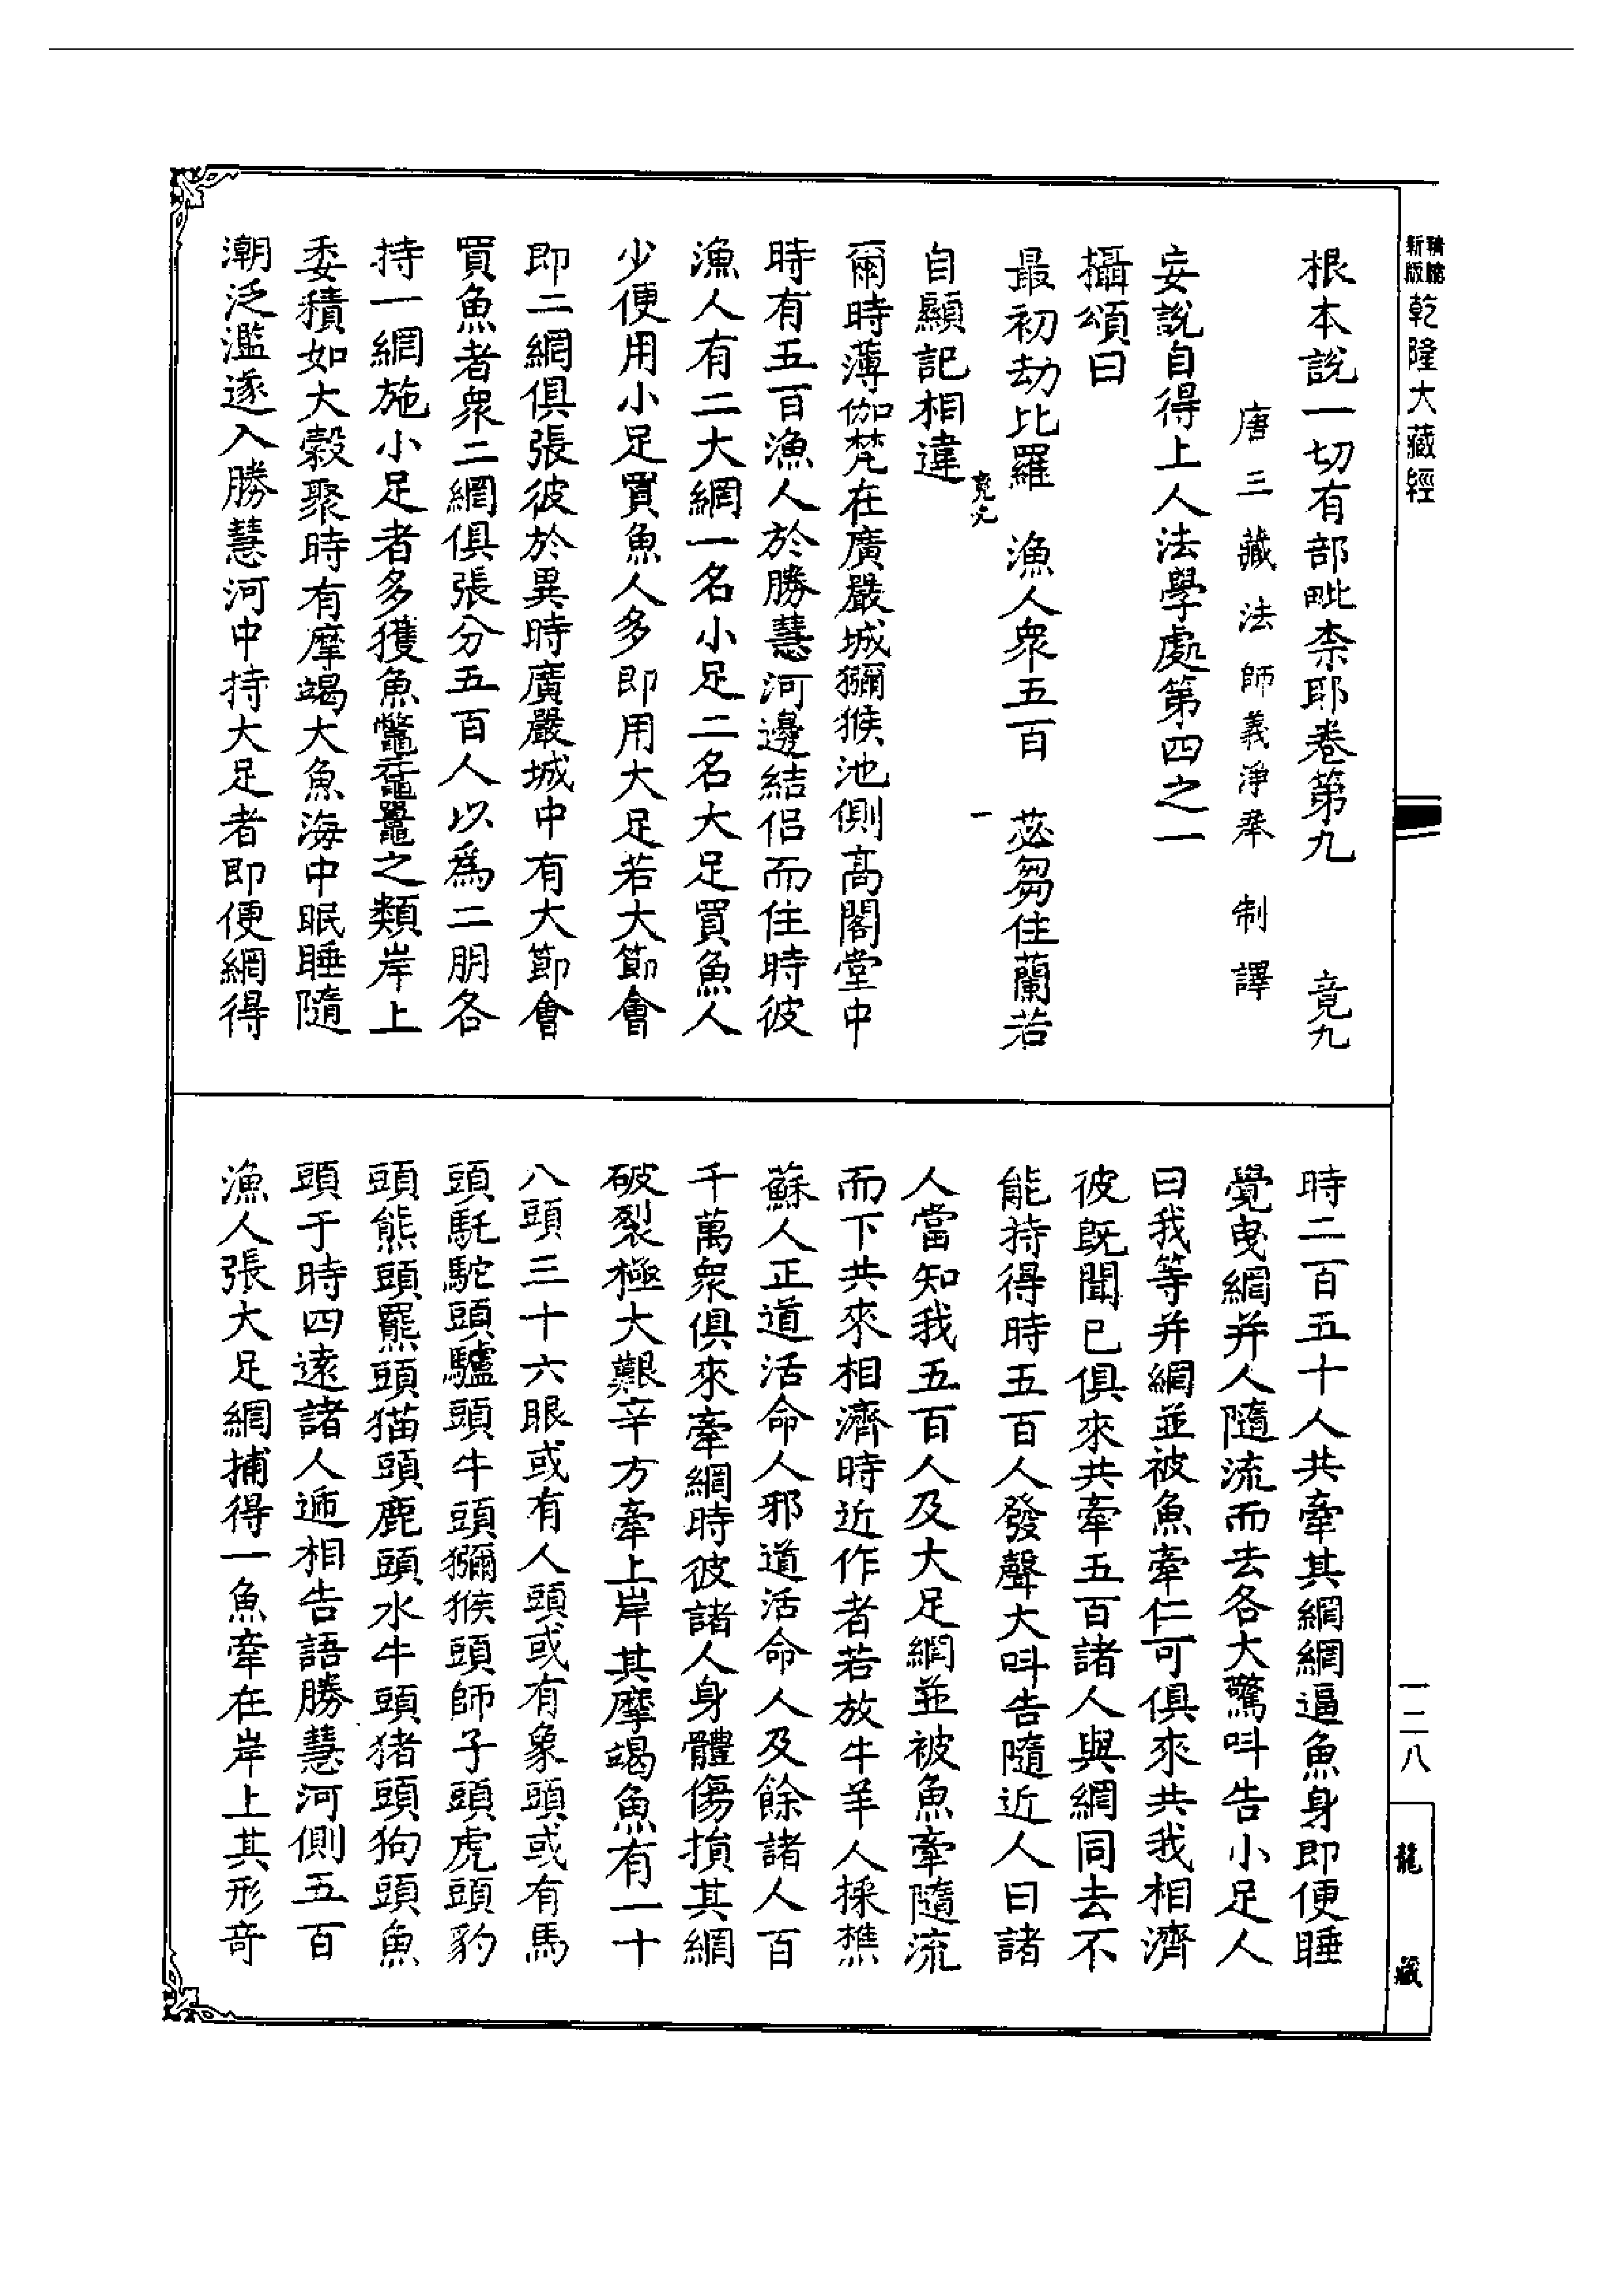 新版精縮乾隆大藏經
一二八
龍藏
根本說一切有部毗柰耶卷第九 竟九
唐三藏法師義淨奉 制譯
妄說自得上人法學處第四之一
攝頌曰
最初劫比羅 漁人衆五百 苾芻住蘭若
自顯記相違
爾時薄伽梵在廣嚴城獼猴池側高閣堂中
時有五百漁人於勝慧河邊結侶而住時彼
漁人有二大網一名小足二名大足買魚人
少便用小足買魚人多即用大足若大節會
即二網俱張彼於異時廣嚴城中有大節會
買魚者衆二網俱張分五百人以爲二朋各
持一網施小足者多獲魚鼈黿鼉之類岸上
委積如大穀聚時有摩竭大魚海中眠睡隨
潮泛濫遂入勝慧河中持大足者即便網得
時二百五十人共牽其網網逼魚身即便睡
覺曳網并人隨流而去各大驚呌告小足人
曰我等并網並被魚牽仁可俱來共我相濟
彼既聞已俱來共牽五百諸人與網同去不
能持得時五百人發聲大呌告隨近人曰諸
人當知我五百人及大足網並被魚牽隨流
而下共來相濟時近作者若放牛羊人採樵
蘇人正道活命人邪道活命人及餘諸人百
千萬衆俱來牽網時彼諸人身體傷損其網
破裂極大艱辛方牽上岸其摩竭魚有一十
八頭三十六眼或有人頭或有象頭或有馬
頭駞駝頭驢頭牛頭獼猴頭師子頭虎頭豹
頭熊頭羆頭猫頭鹿頭水牛頭猪頭狗頭魚
頭于時四遠諸人遞相告語勝慧河側五百
漁人張大足網捕得一魚牽在岸上其形奇